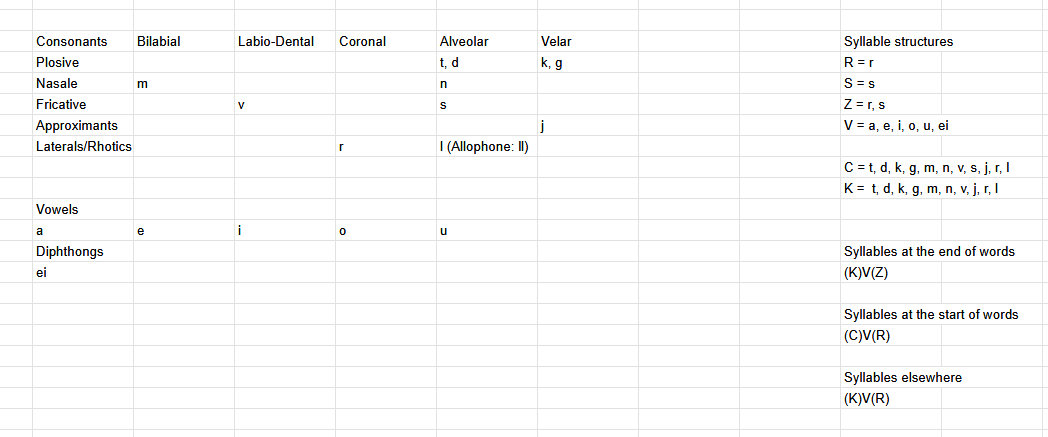 Consonants Bilabial Labio-Dental Coronal Alveolar Velar Syllable structures
Plosive t, d k, g R = r
Nasale m n S = s
Fricative v s Z = r, s
Approximants j V = a, e, i, o, u, ei
Laterals/Rhotics r l (Allophone: ll)
C = t, d, k, g, m, n, v, s, j, r, l
K = t, d, k, g, m, n, v, j, r, l
Vowels
a e i o u
Diphthongs Syllables at the end of words
ei (K)V(Z)
Syllables at the start of words
(C)V(R)
Syllables elsewhere
(K)V(R)